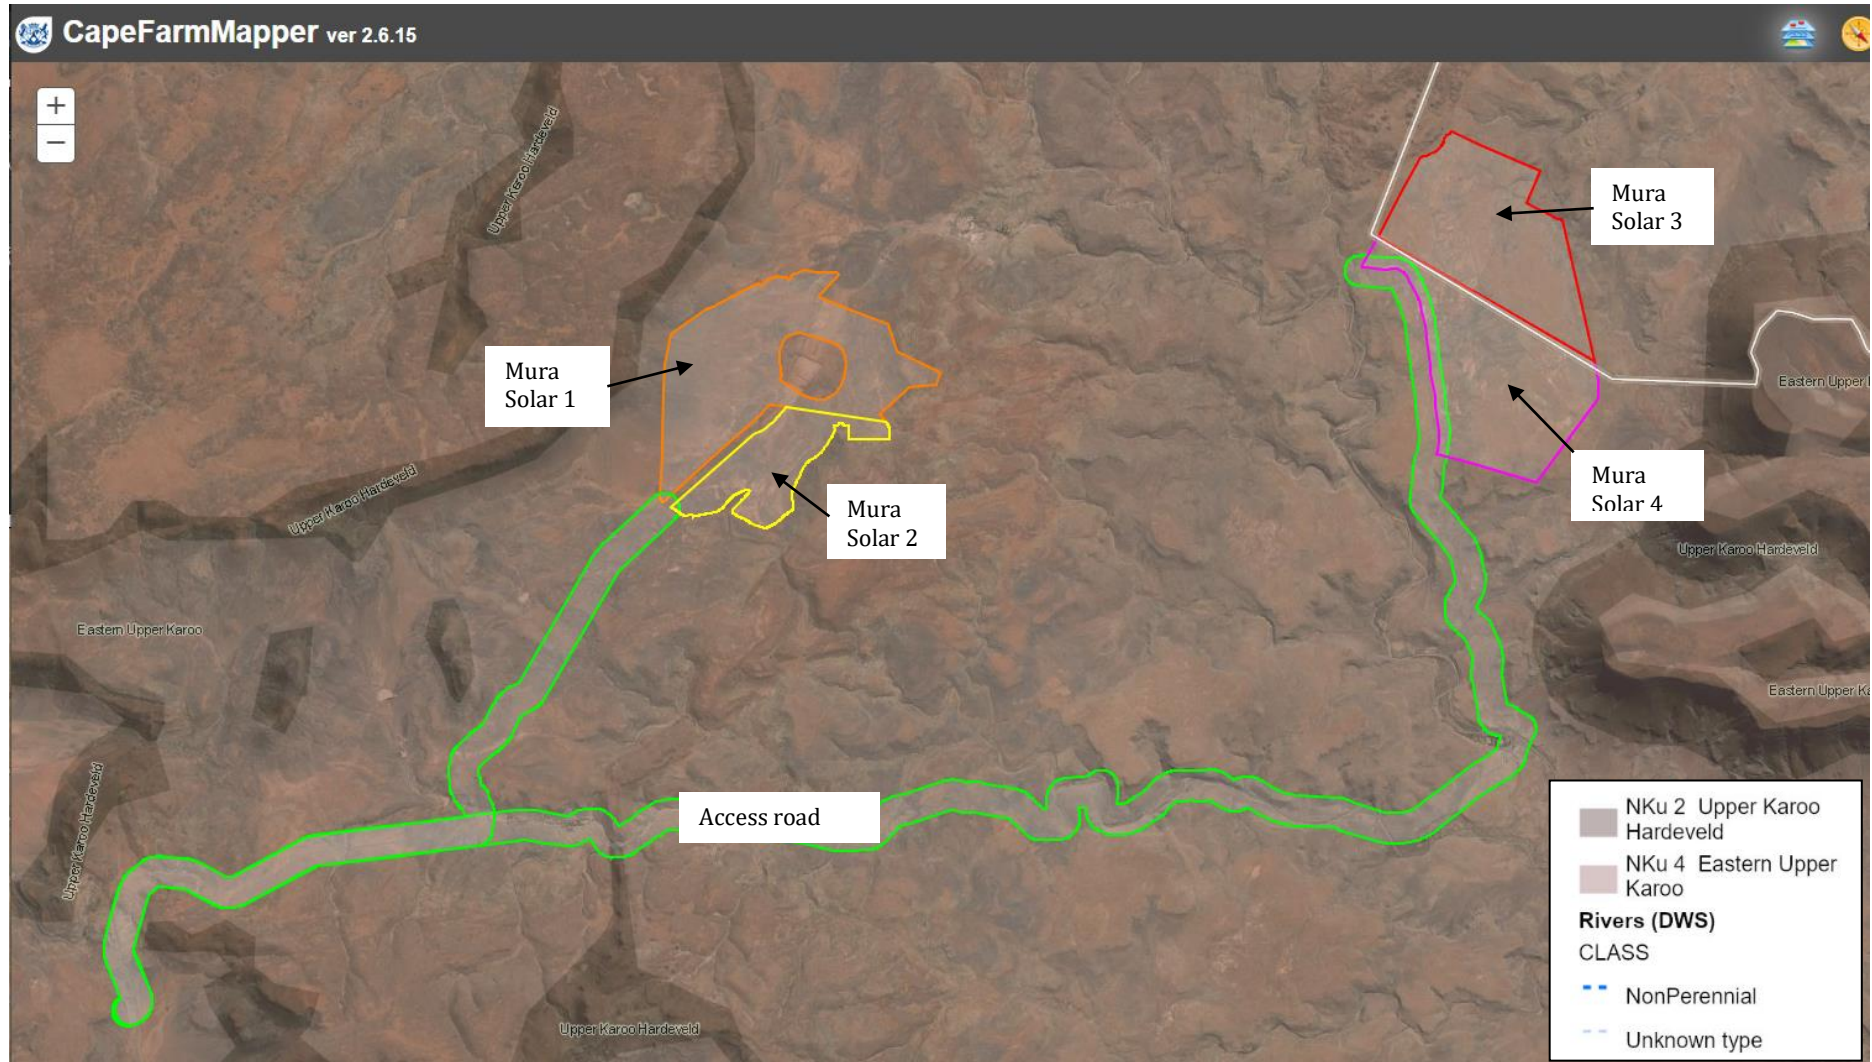 CapeFarmMapper ver 2.6.15
+
−
Upper Karoo Hardeveld
Mura
Solar 3
Mura
Solar 1
Eastern Upper
Mura
Solar 4
Upper Karoo Hardeveld
Mura
Solar 2
Upper Karoo Hardeveld
Eastern Upper Karoo
Eastern Upper Ka
Upper Karoo Hardeveld
Access road
Upper Karoo Hardeveld
NKu 2 Upper Karoo
Hardeveld
NKu 4 Eastern Upper
Karoo
Rivers (DWS)
CLASS
NonPerennial
Unknown type